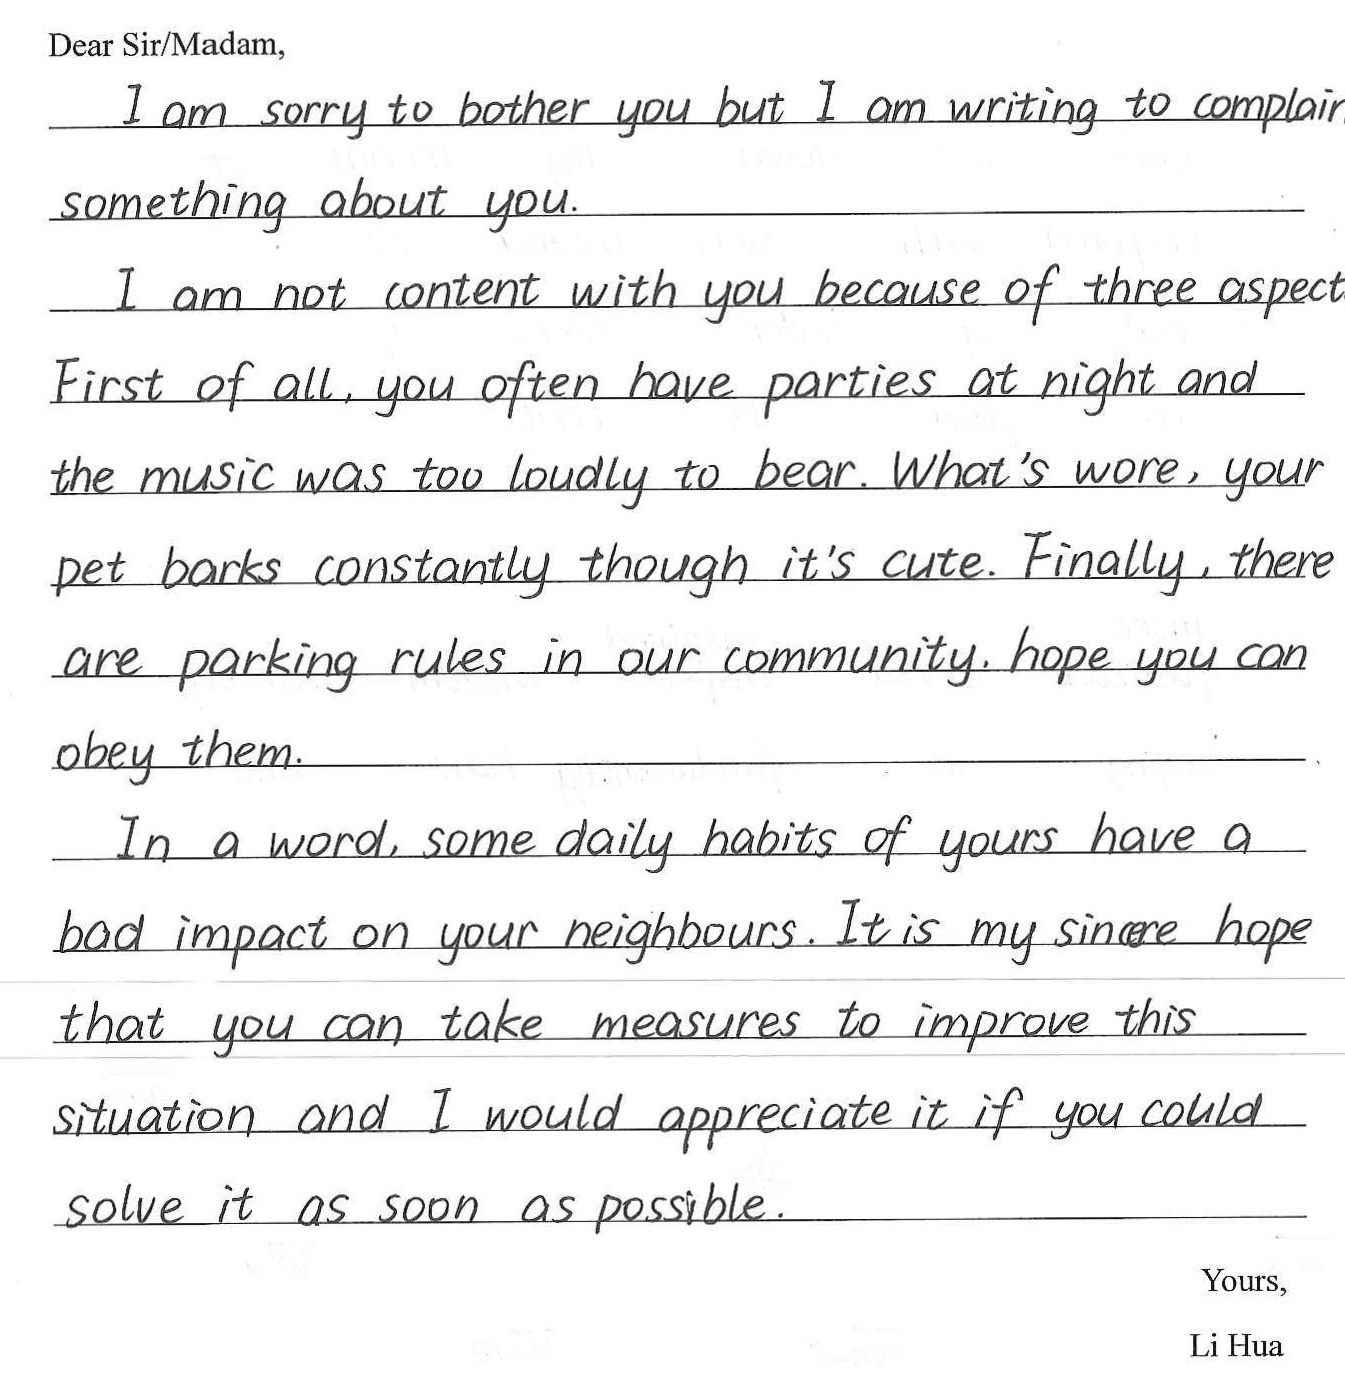 Dear Sir/Madam,
I am sorry to bother you but I am writing to complain
something about you.
I am not content with you because of three aspect
First of all, you often have parties at night and
the music was too loudly to bear. What's wore, your
pet barks constantly though it's cute. Finally, there
are parking rules in our community. hope you can
obey them.
In a word, some daily habits of yours have a
bad impact on your neighbours. It is my sincere hope
that you can take measures to improve this
situation and I would appreciate it if you could
solve it as soon as possible.
Yours,
Li Hua